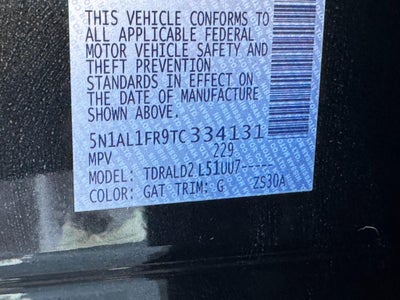 THIS VEHICLE CONFORMS TO
ALL APPLICABLE FEDERAL
MOTOR VEHICLE SAFETY AND
THEFT PREVENTION
STANDARDS IN EFFECT ON
THE DATE OF MANUFACTURE
SHOWN ABOVE.
5N1AL1FR9TC334131
MPV 229
MODEL: TDRALD2 L51UU7-----
COLOR: GAT TRIM: G ZS30A